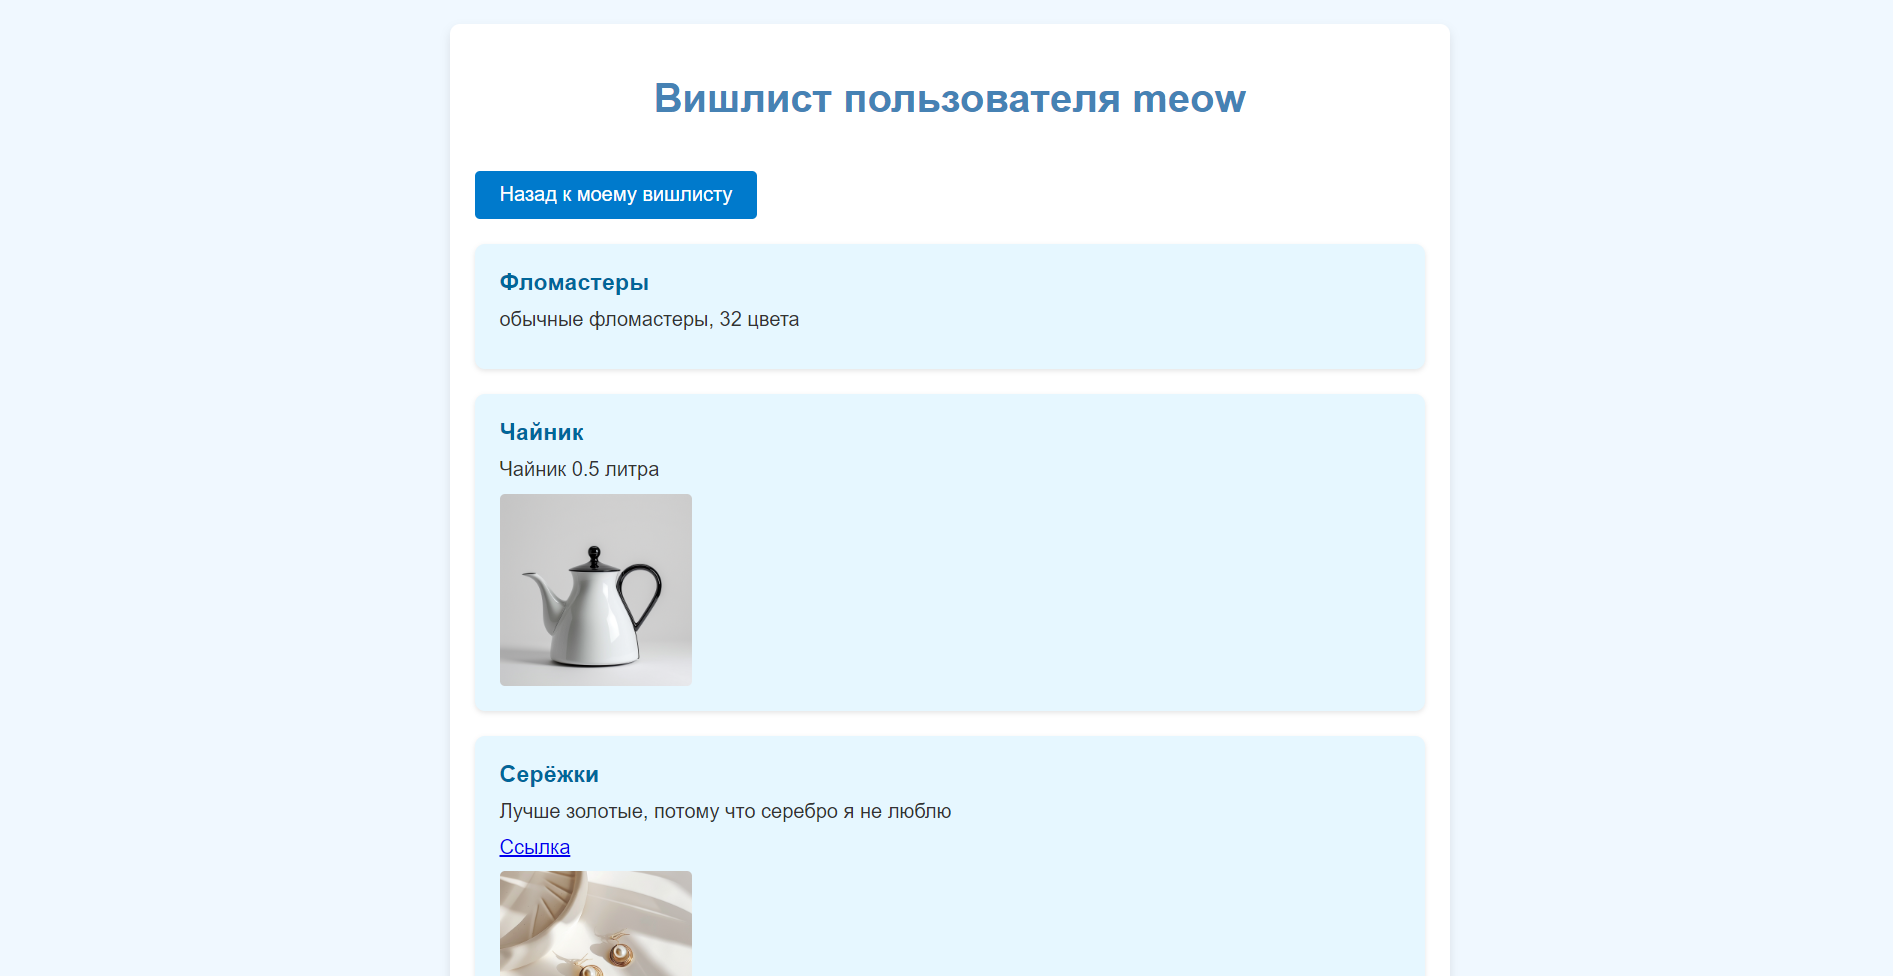 Вишлист пользователя meow
Назад к моему вишлисту
Фломастеры
обычные фломастеры, 32 цвета
Чайник
Чайник 0.5 литра
Серёжки
Лучше золотые, потому что серебро я не люблю
Ссылка